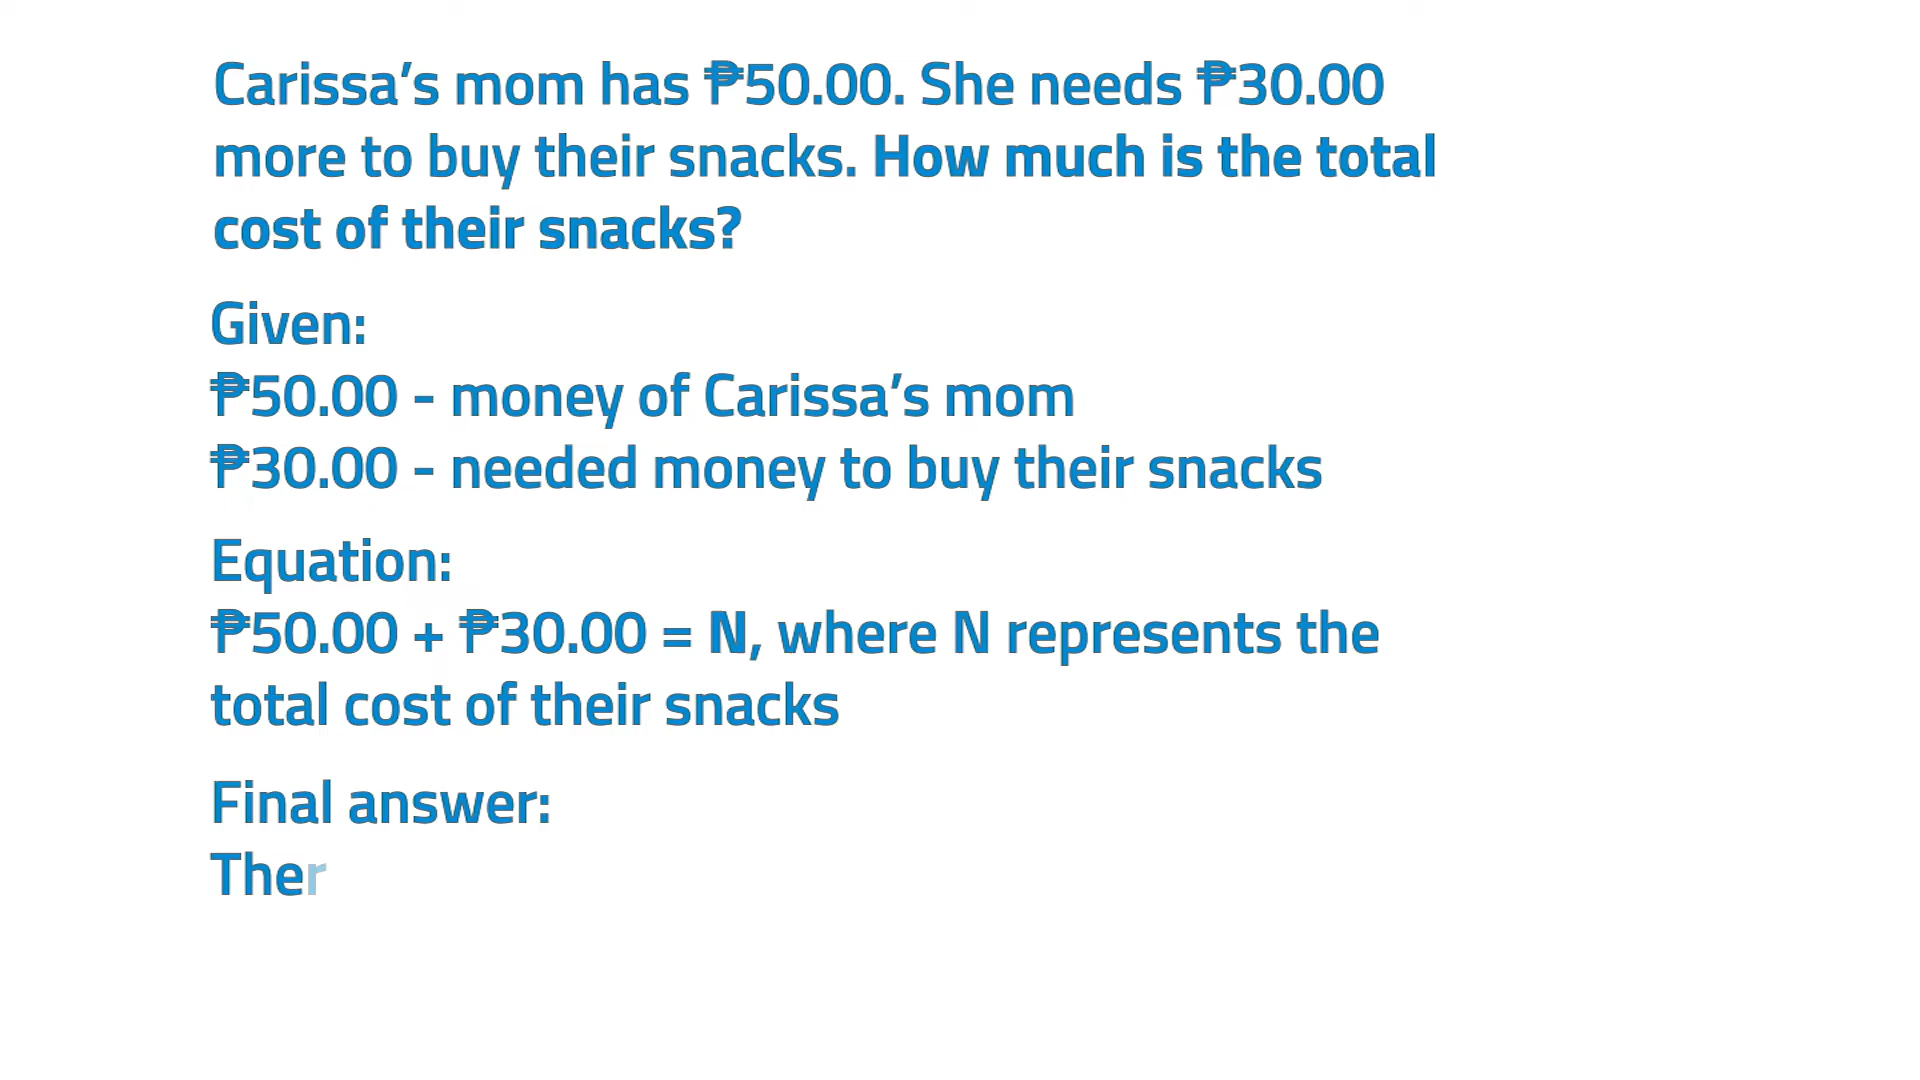 Carissa’s mom has ₱50.00. She needs ₱30.00
more to buy their snacks. How much is the total
cost of their snacks?
Given:
₱50.00 - money of Carissa’s mom
₱30.00 - needed money to buy their snacks
Equation:
₱50.00 + ₱30.00 = N, where N represents the
total cost of their snacks
Final answer:
Ther